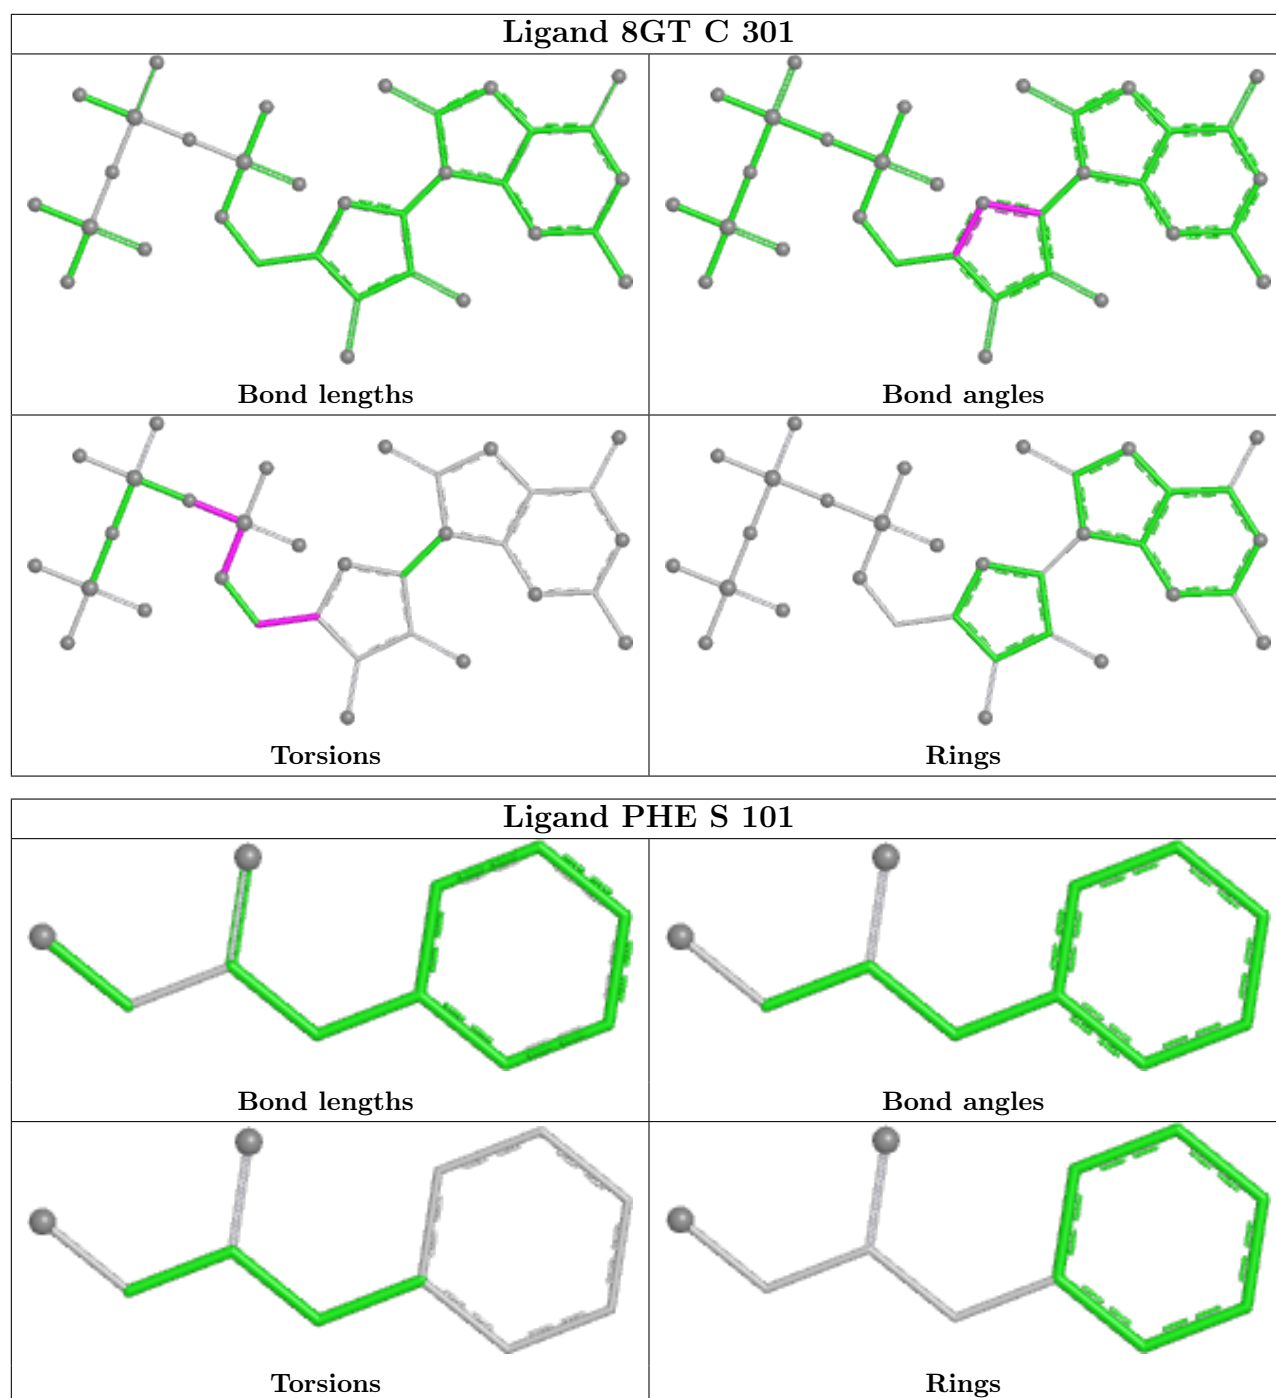 Ligand 8GT C 301
Bond lengths
Bond angles
Torsions
Rings
Ligand PHE S 101
Bond lengths
Bond angles
Torsions
Rings